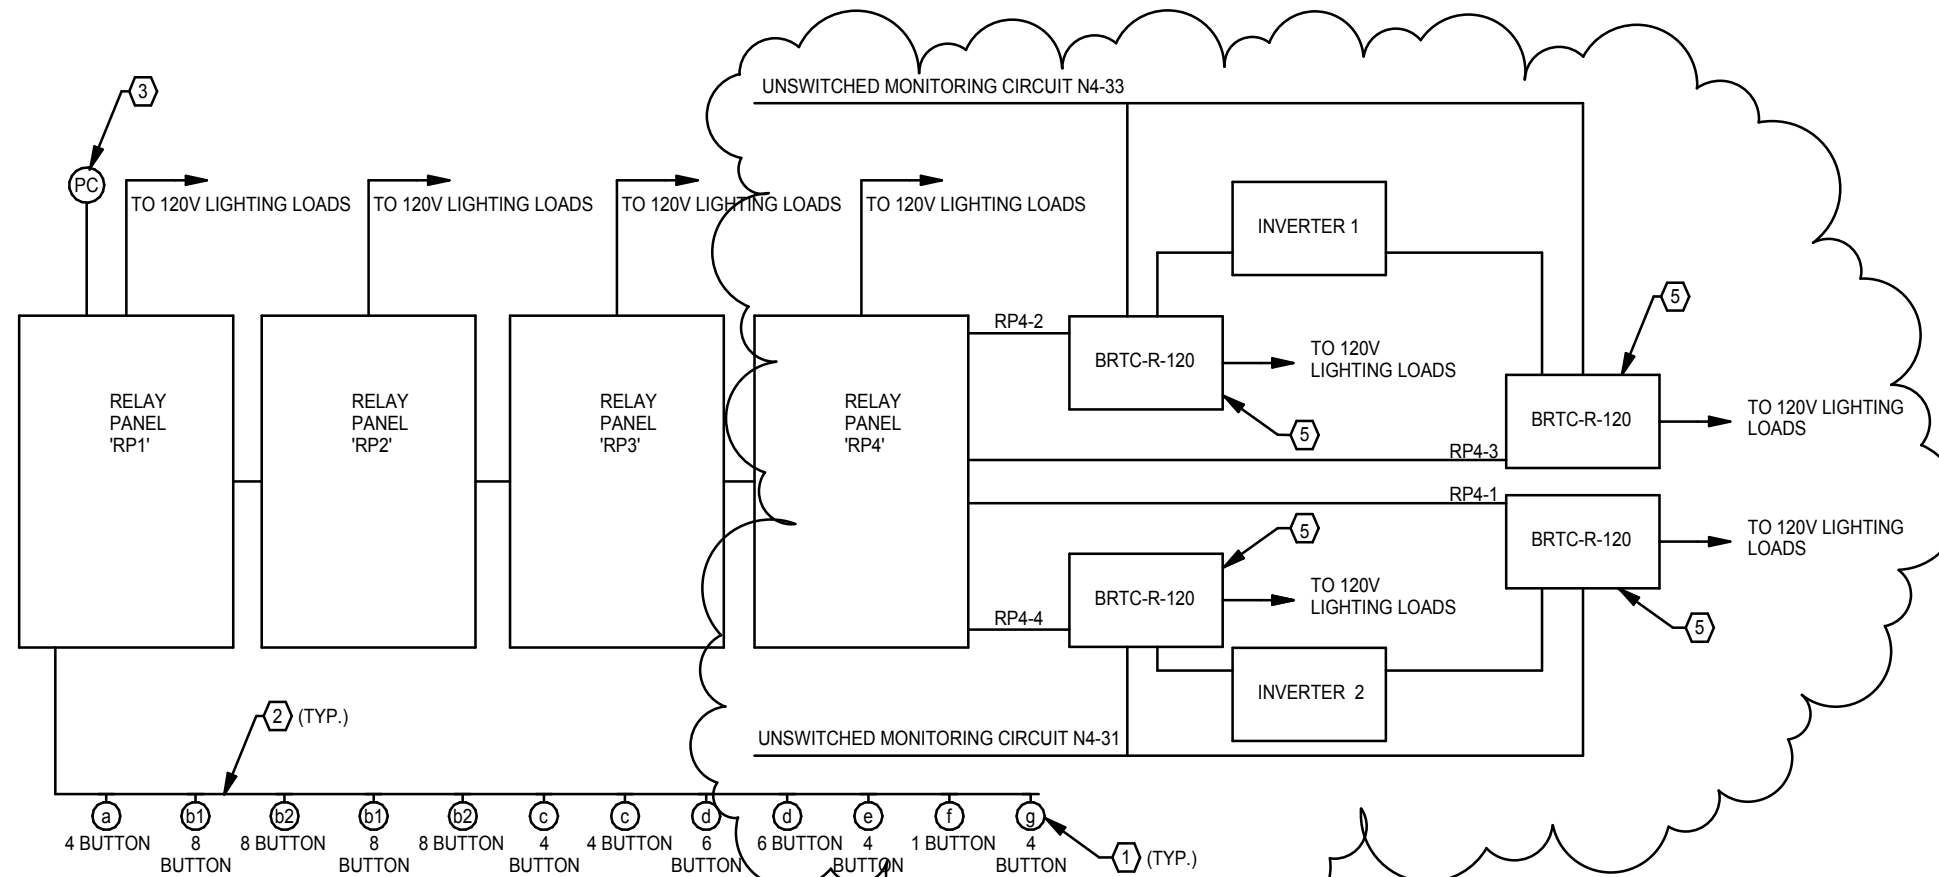 UNSWITCHED MONITORING CIRCUIT N4-33
3
PC
TO 120V LIGHTING LOADS
TO 120V LIGHTING LOADS
TO 120V LIGHTING LOADS
TO 120V LIGHTING LOADS
INVERTER 1
5
RP4-2
BRTC-R-120
TO 120V
LIGHTING LOADS
RELAY
PANEL
'RP1'
RELAY
PANEL
'RP2'
RELAY
PANEL
'RP3'
RELAY
PANEL
'RP4'
5
BRTC-R-120
TO 120V LIGHTING
LOADS
RP4-3
RP4-1
BRTC-R-120
TO 120V LIGHTING
LOADS
5
BRTC-R-120
TO 120V
LIGHTING LOADS
RP4-4
5
INVERTER 2
2 (TYP.)
UNSWITCHED MONITORING CIRCUIT N4-31
a
4 BUTTON
b1
8
BUTTON
b2
8 BUTTON
b1
8
BUTTON
b2
8 BUTTON
c
4
BUTTON
c
4 BUTTON
d
6
BUTTON
d
6 BUTTON
e
4
BUTTON
f
1 BUTTON
g
4
BUTTON
1 (TYP.)